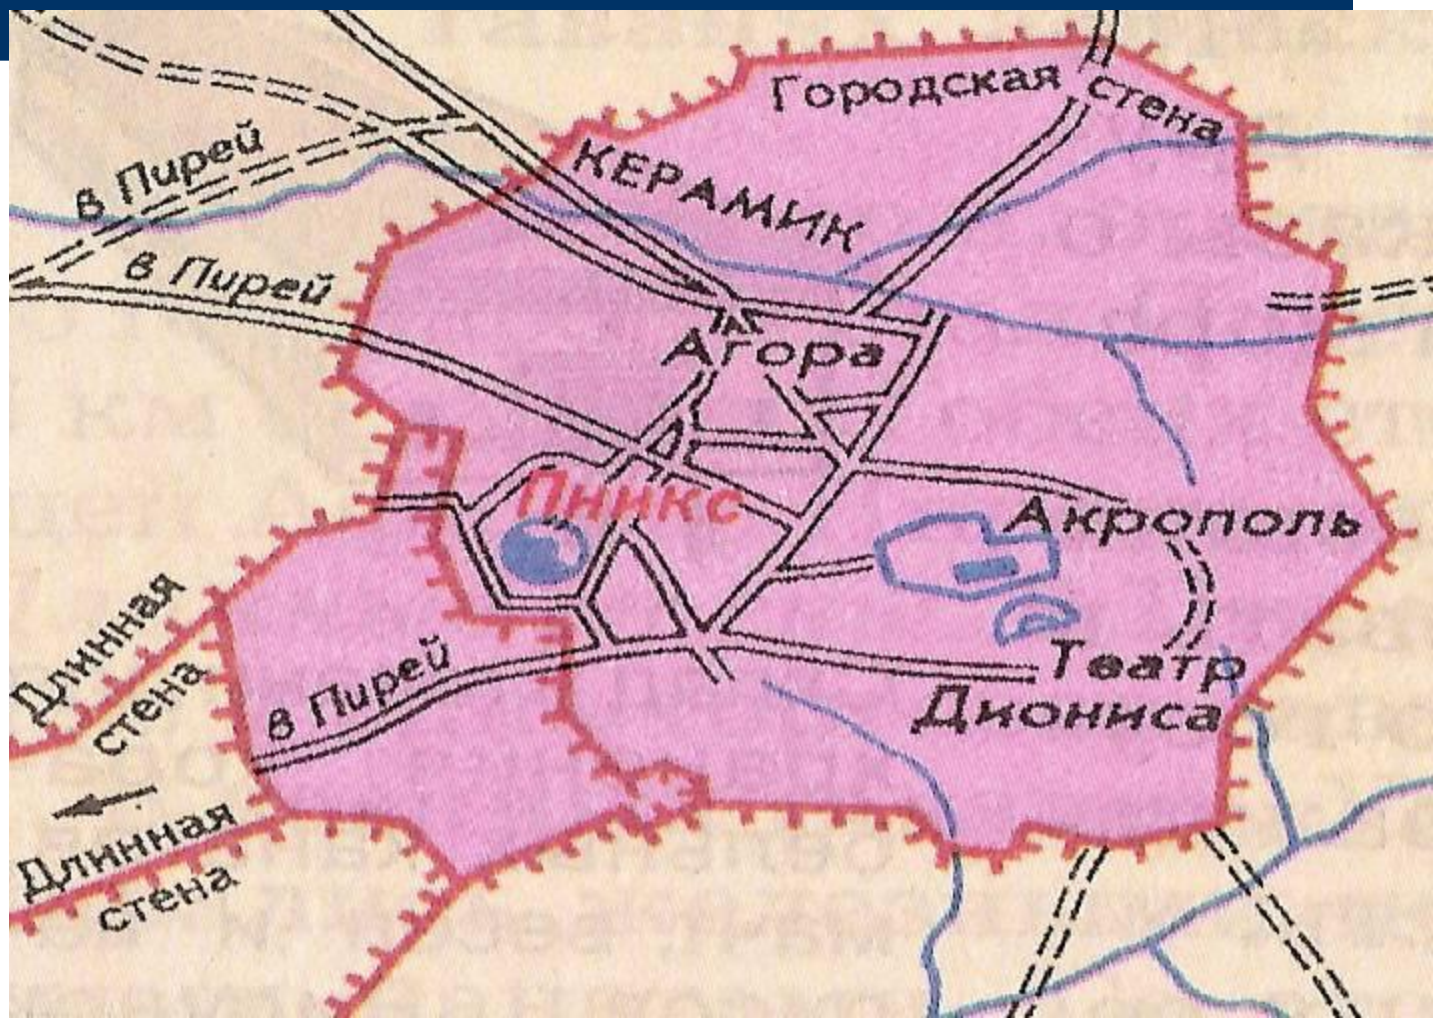 Городская стена
КЕРАМИК
в Пирей
в Пирей
Агора
Пникс
Акрополь
Длинная
стена
в Пирей
Театр
Диониса
Длинная
стена